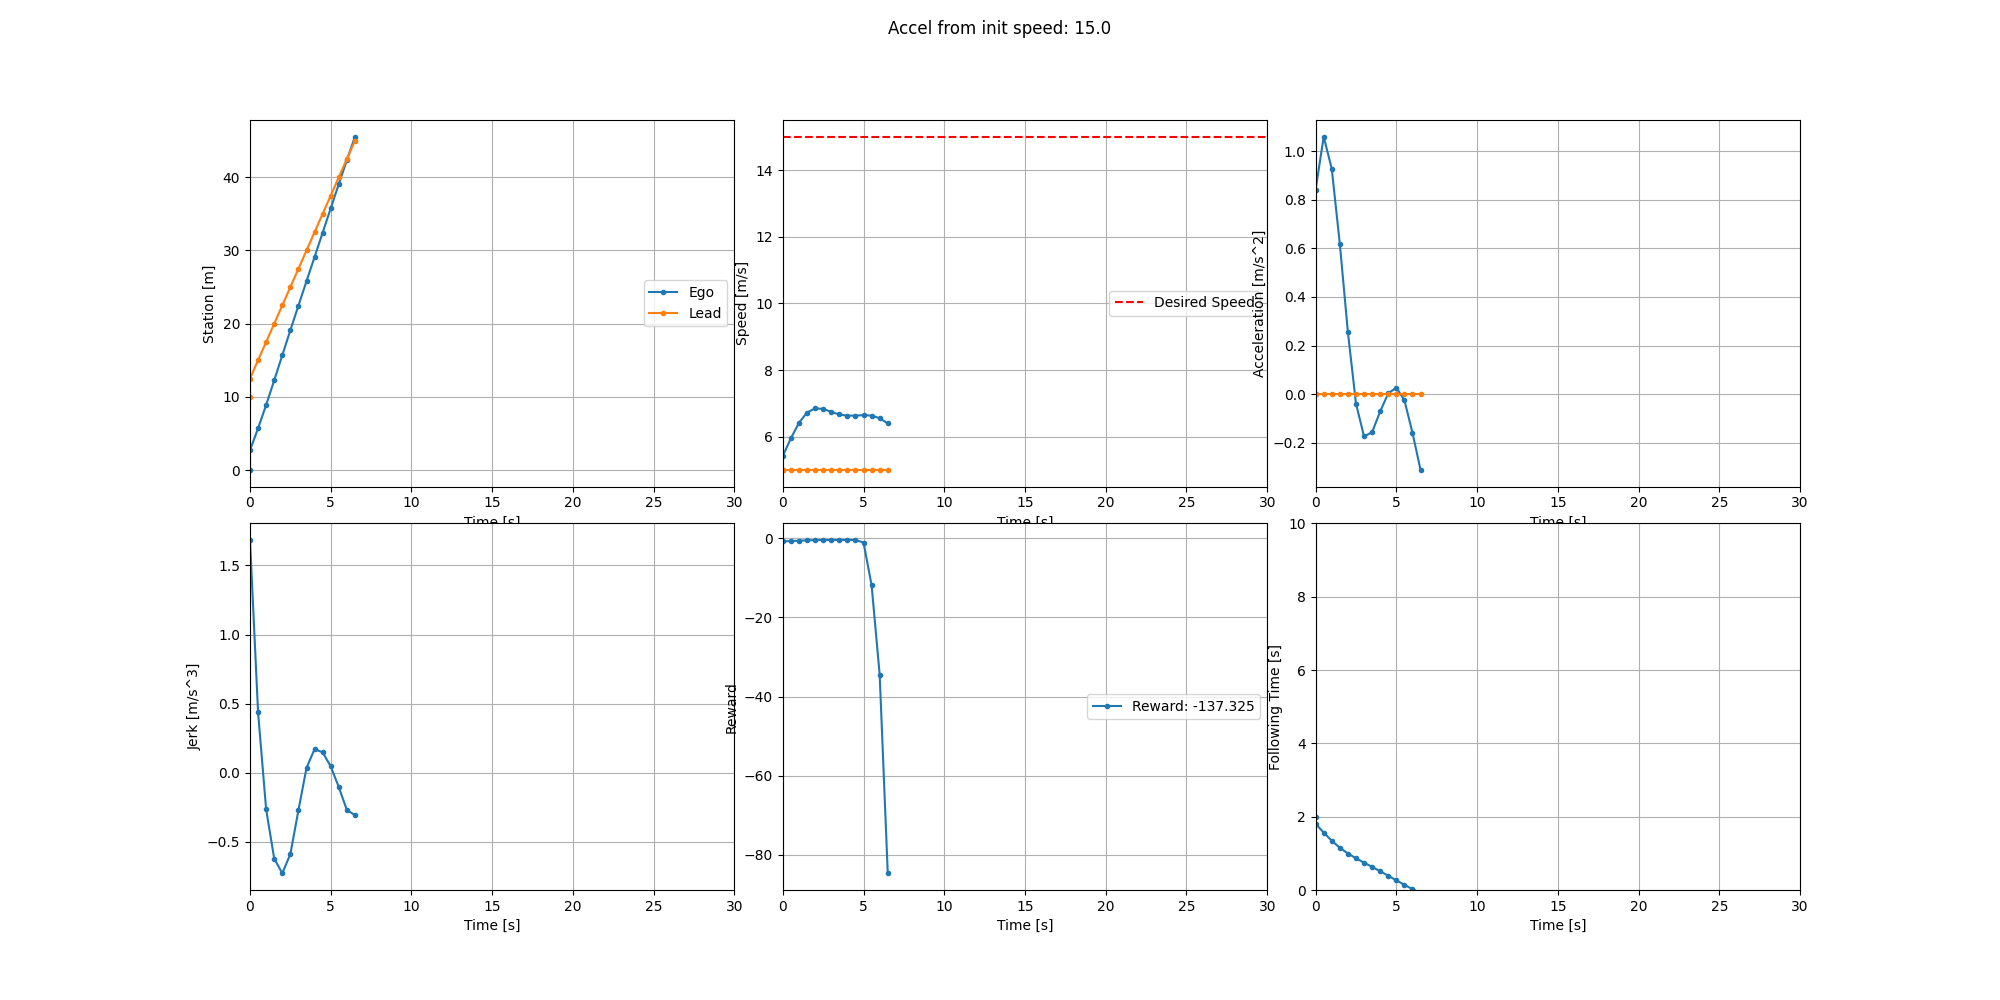 Accel from init speed: 15.0
Station [m]
40
30
20
10
0
0 5 10 15 20 25 30
Time [s]
Ego
Lead
Speed [m/s]
14
12
10
8
6
0 5 10 15 20 25 30
Time [s]
Desired Speed
Acceleration [m/s^2]
1.0
0.8
0.6
0.4
0.2
0.0
−0.2
0 5 10 15 20 25 30
Time [s]
Jerk [m/s^3]
1.5
1.0
0.5
0.0
−0.5
0 5 10 15 20 25 30
Time [s]
Reward
0
−20
−40
−60
−80
0 5 10 15 20 25 30
Time [s]
Reward: -137.325
Following Time [s]
10
8
6
4
2
0
0 5 10 15 20 25 30
Time [s]